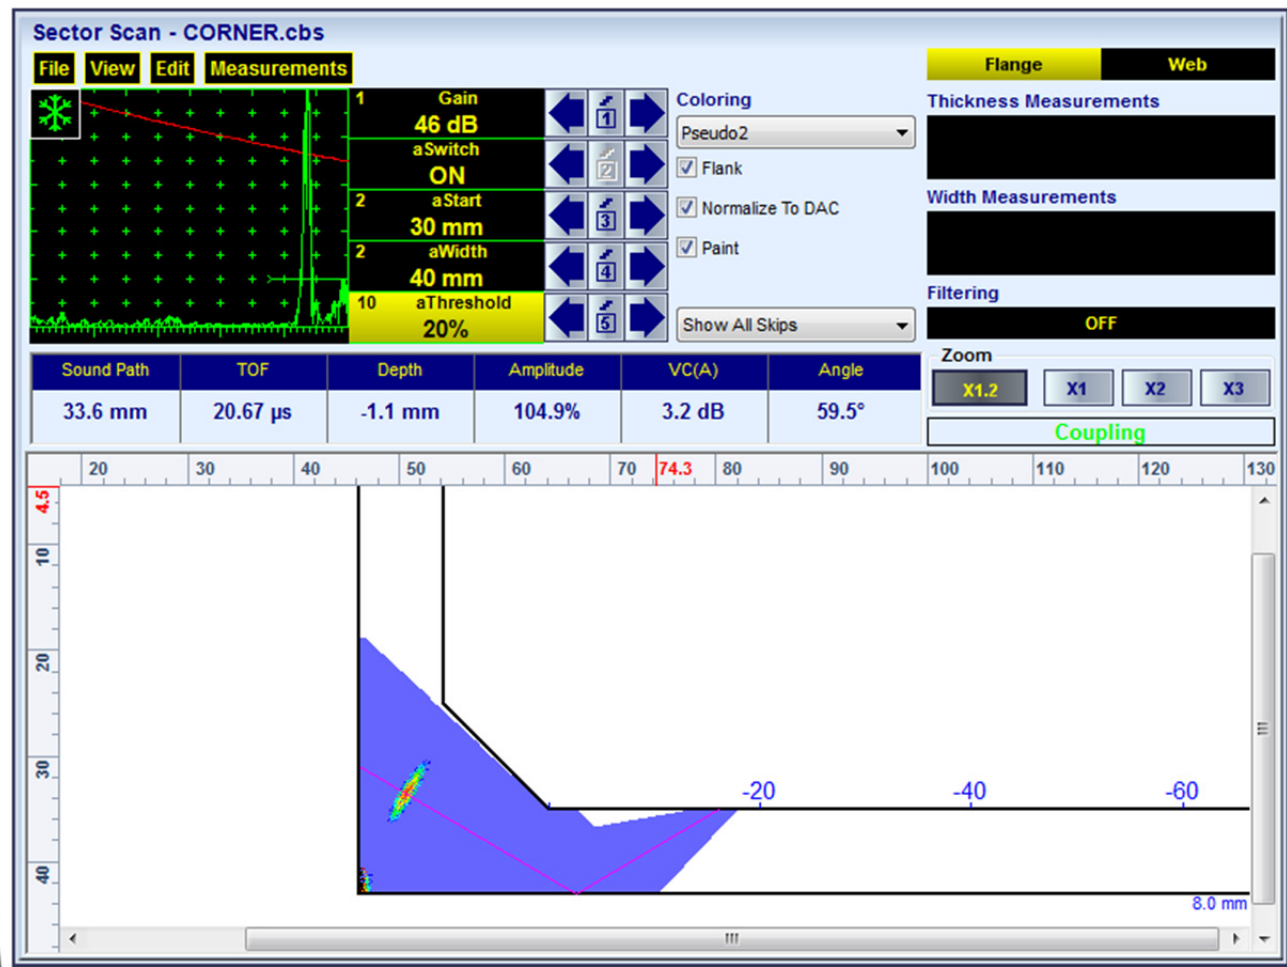 Sector Scan - CORNER.cbs
File View Edit Measurements
Flange Web
1 Gain
46 dB
1
aSwitch
ON
2
2 aStart
30 mm
3
2 aWidth
40 mm
4
10 aThreshold
20%
5
Coloring
Pseudo2
Flank
Normalize To DAC
Paint
Show All Skips
Thickness Measurements
Width Measurements
Filtering
OFF
Zoom
X1.2 X1 X2 X3
Coupling
Sound Path TOF Depth Amplitude VC(A) Angle
33.6 mm 20.67 µs -1.1 mm 104.9% 3.2 dB 59.5°
20 30 40 50 60 70 74.3 80 90 100 110 120 130
4.5
10
20
30
40
-20 -40 -60
8.0 mm